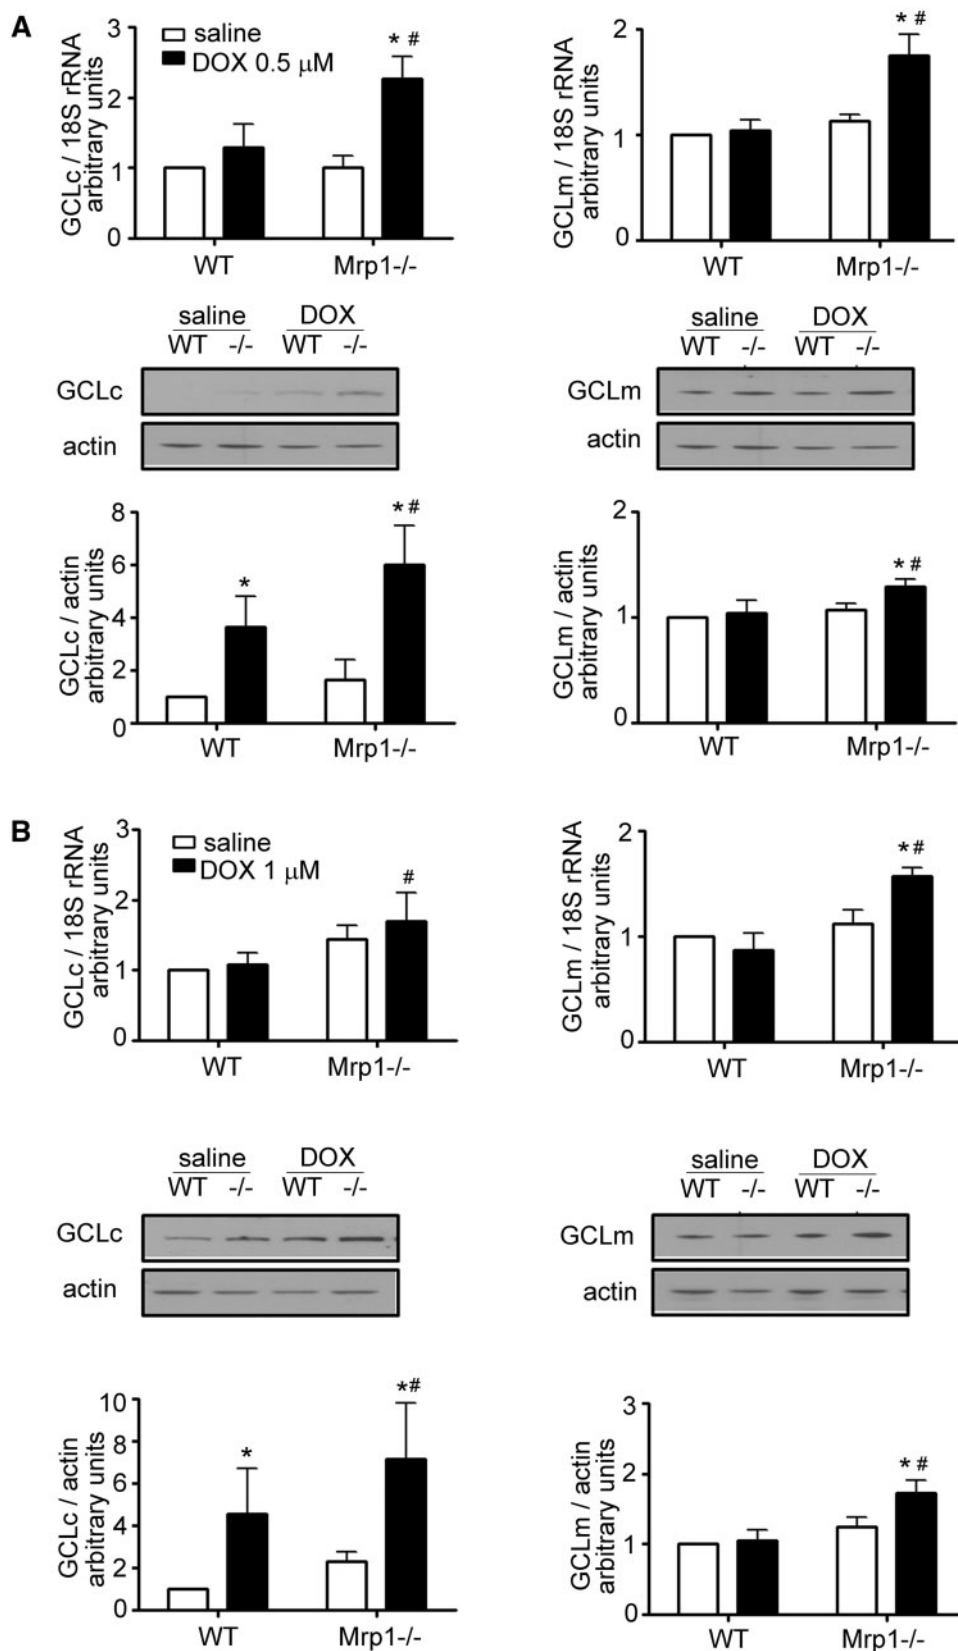 A
GCLc / 18S rRNA
arbitrary units
3
2
1
0
saline
DOX 0.5 μM
* #
WT
Mrp1-/-
GCLm / 18S rRNA
arbitrary units
2
1
0
* #
WT
Mrp1-/-
saline DOX
WT -/- WT -/-
GCLc
actin
saline DOX
WT -/- WT -/-
GCLm
actin
GCLc / actin
arbitrary units
8
6
4
2
0
*
*#
WT
Mrp1-/-
GCLm / actin
arbitrary units
2
1
0
*#
WT
Mrp1-/-
B
GCLc / 18S rRNA
arbitrary units
3
2
1
0
saline
DOX 1 μM
#
WT
Mrp1-/-
GCLm / 18S rRNA
arbitrary units
2
1
0
*#
WT
Mrp1-/-
saline DOX
WT -/- WT -/-
GCLc
actin
saline DOX
WT -/- WT -/-
GCLm
actin
GCLc / actin
arbitrary units
10
8
6
4
2
0
*
*#
WT
Mrp1-/-
GCLm / actin
arbitrary units
3
2
1
0
* #
WT
Mrp1-/-